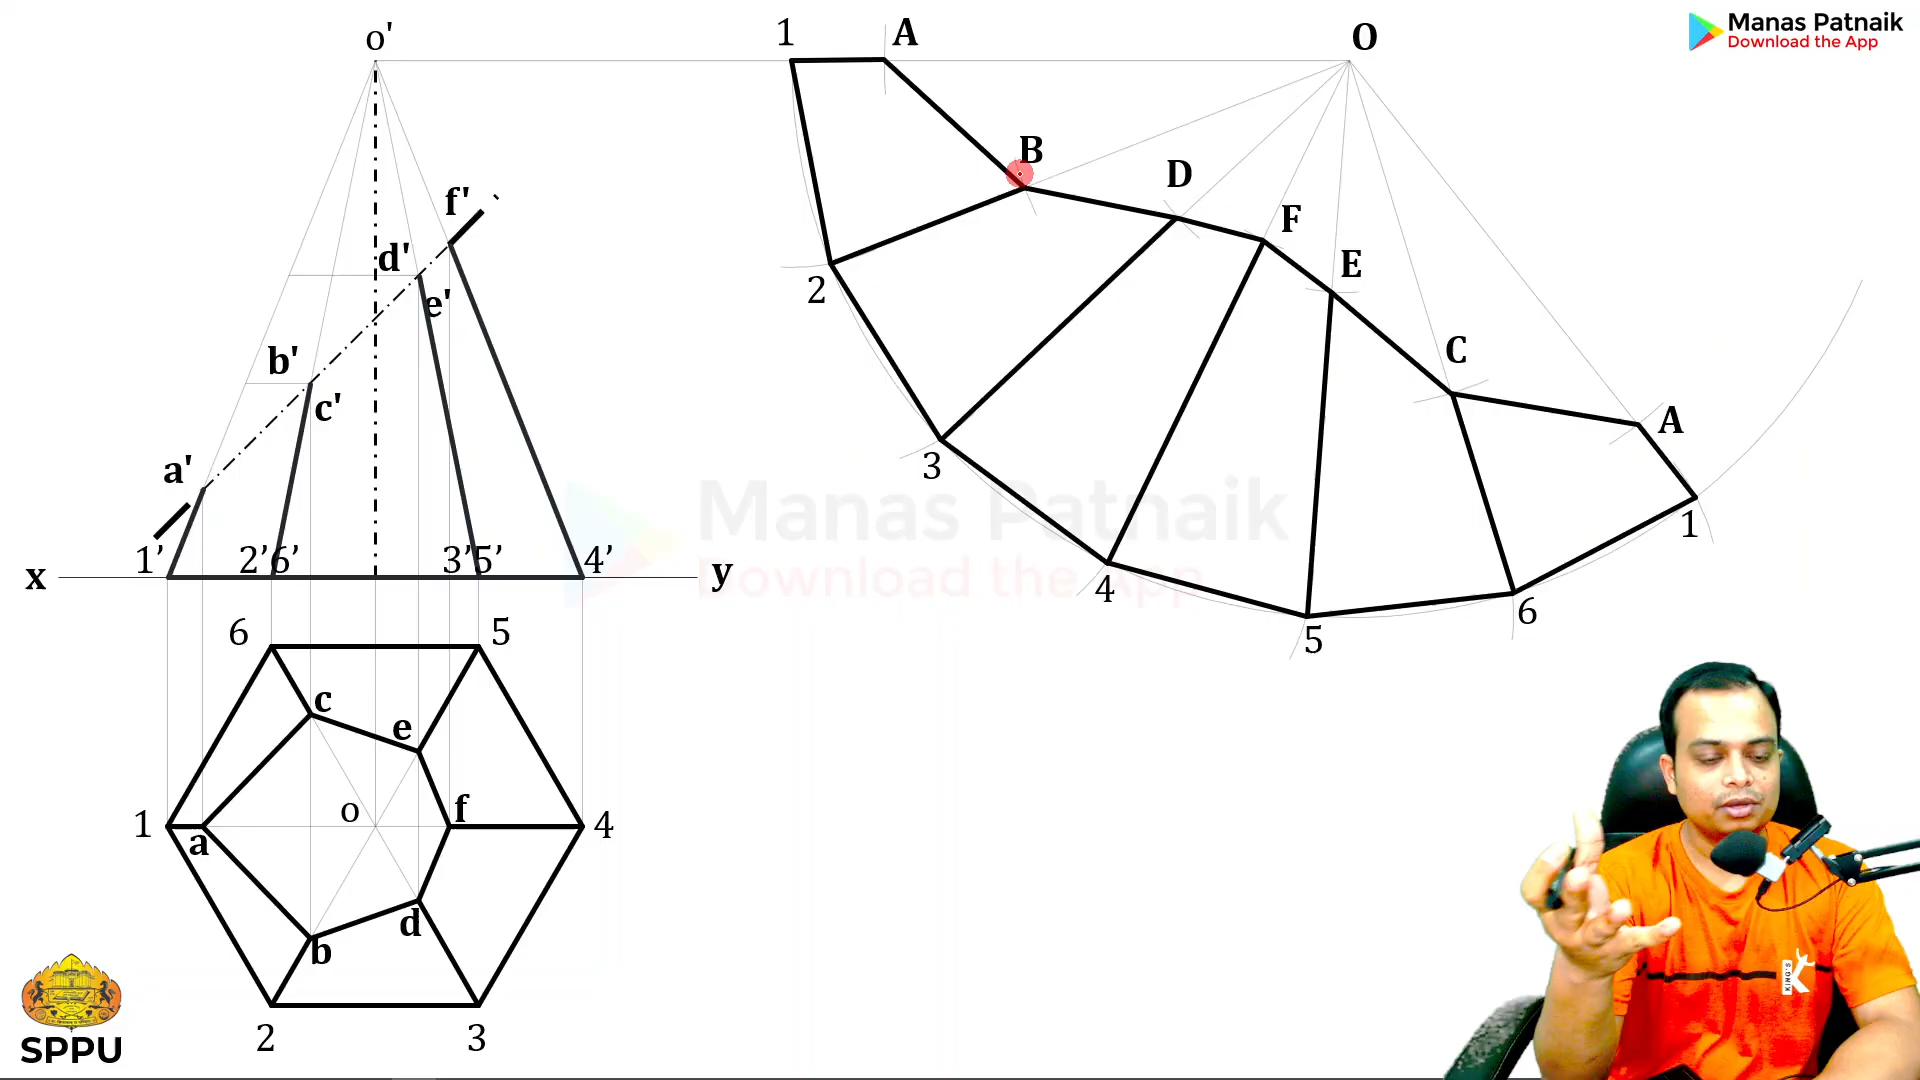 o'
1
A
O
Manas Patnaik
Download the App
B
D
f'
F
d'
E
e'
2
b'
C
c'
a'
A
3
Manas Patnaik
Download the App
1
1'
2'
6'
3'
5'
4'
x
y
4
6
5
6
5
c
e
1
a
o
f
4
b
d
2
3
SPPU
KING'S
K